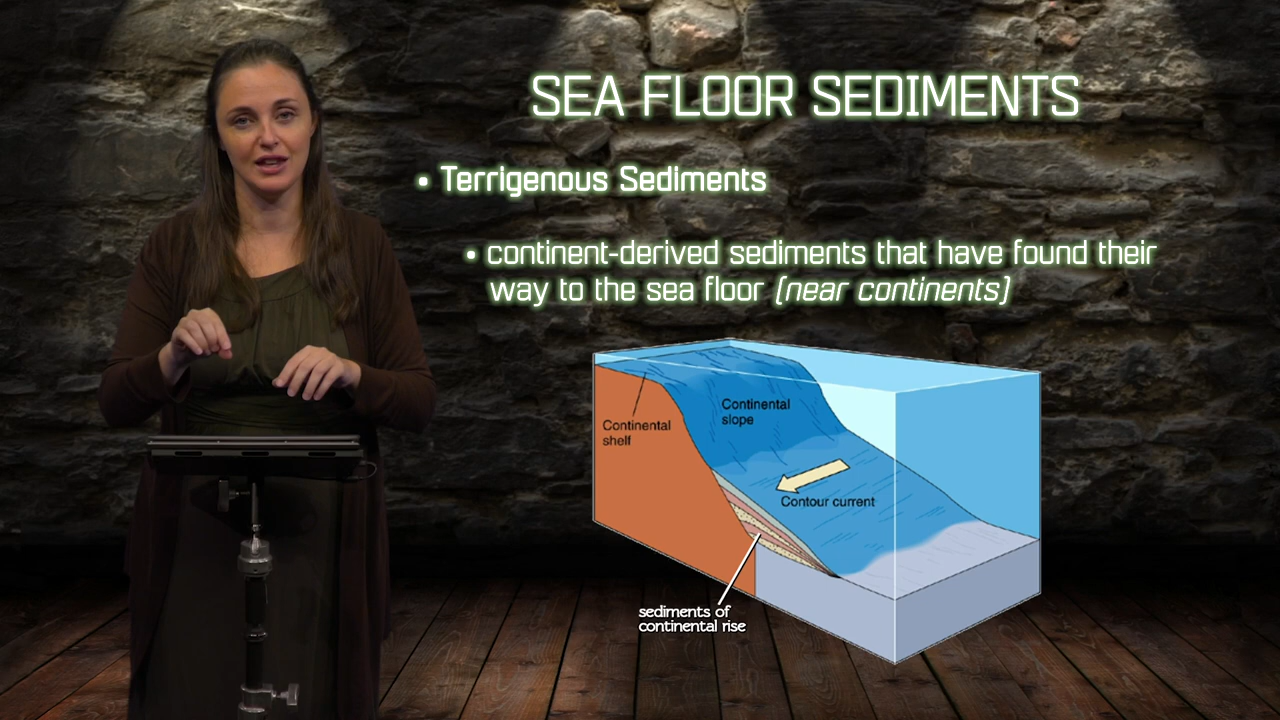 SEA FLOOR SEDIMENTS
• Terrigenous Sediments
• continent-derived sediments that have found their
way to the sea floor (near continents)
Continental
slope
Continental
shelf
Contour current
sediments of
continental rise